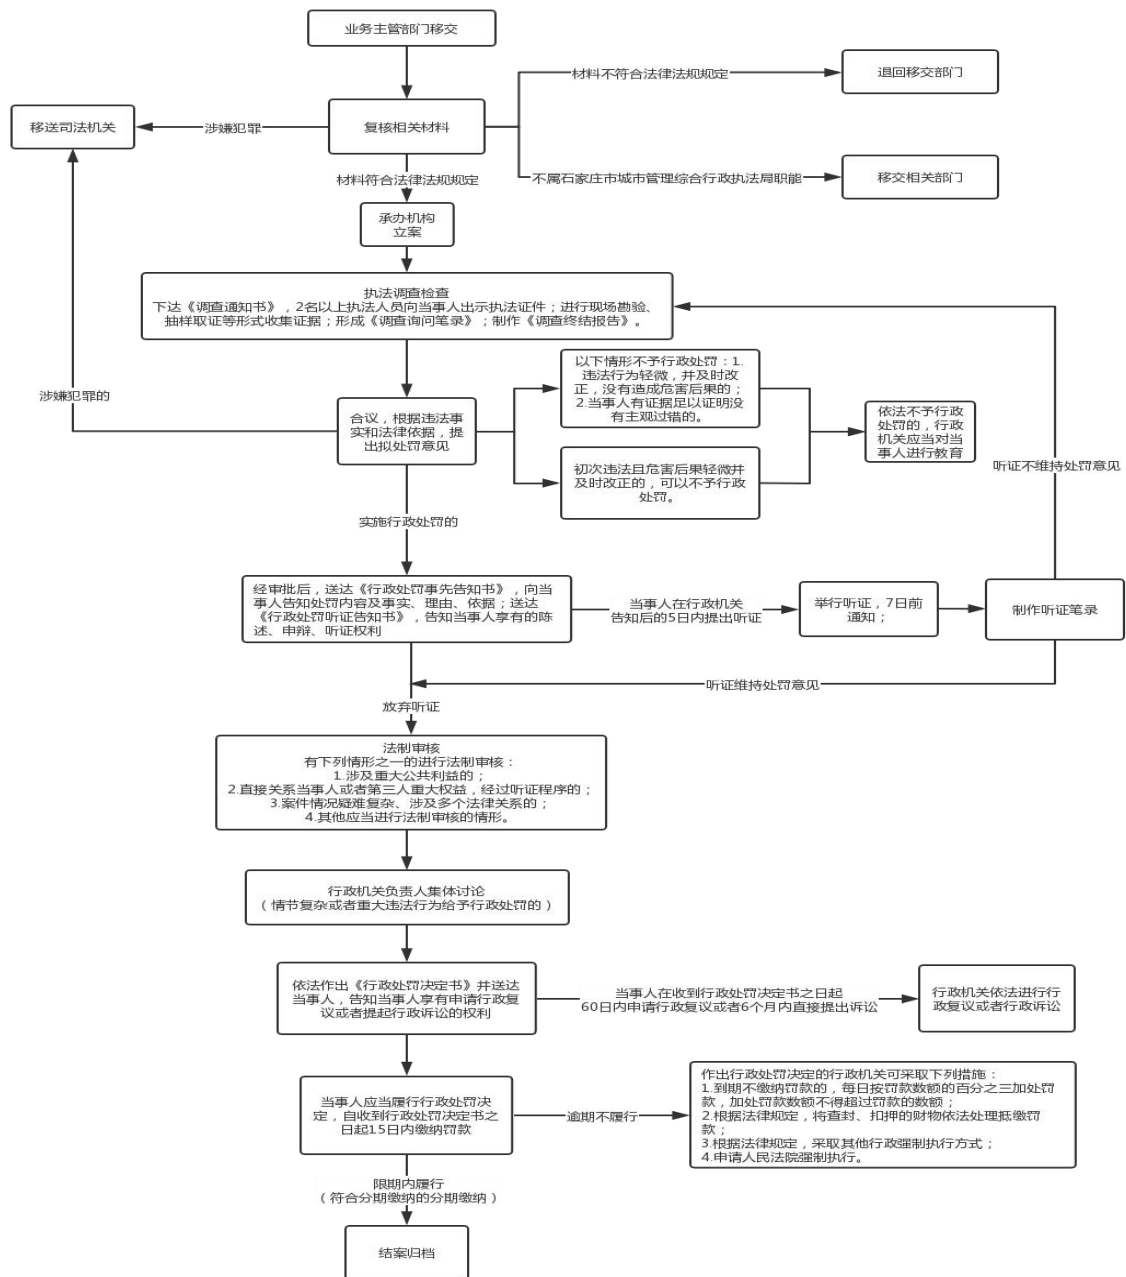 业务主管部门移交
材料不符合法律法规规定
退回移交部门
移送司法机关
涉嫌犯罪
复核相关材料
不属石家庄市城市管理综合行政执法局职能
移交相关部门
材料符合法律法规规定
承办机构
立案
执法调查检查
下达《调查通知书》，2名以上执法人员向当事人出示执法证件；进行现场勘验、
抽样取证等形式收集证据；形成《调查询问笔录》；制作《调查终结报告》。
涉嫌犯罪的
合议，根据违法事
实和法律依据，提
出拟处罚意见
以下情形不予行政处罚：1.
违法行为轻微，并及时改
正，没有造成危害后果的；
2.当事人有证据足以证明没
有主观过错的。
初次违法且危害后果轻微并
及时改正的，可以不予行政
处罚。
依法不予行政
处罚的，行政
机关应当对当
事人进行教育
听证不维持处罚意见
实施行政处罚的
经审批后，送达《行政处罚事先告知书》，向当
事人告知处罚内容及事实、理由、依据；送达
《行政处罚听证告知书》，告知当事人享有的陈
述、申辩、听证权利
当事人在行政机关
告知后的5日内提出听证
举行听证，7日前
通知；
制作听证笔录
听证维持处罚意见
放弃听证
法制审核
有下列情形之一的进行法制审核：
1.涉及重大公共利益的；
2.直接关系当事人或者第三人重大权益，经过听证程序的；
3.案件情况疑难复杂、涉及多个法律关系的；
4.其他应当进行法制审核的情形。
行政机关负责人集体讨论
（情节复杂或者重大违法行为给予行政处罚的）
依法作出《行政处罚决定书》并送达
当事人，告知当事人享有申请行政复
议或者提起行政诉讼的权利
当事人在收到行政处罚决定书之日起
60日内申请行政复议或者6个月内直接提出诉讼
行政机关依法进行行
政复议或者行政诉讼
当事人应当履行行政处罚决
定，自收到行政处罚决定书之
日起15日内缴纳罚款
逾期不履行
作出行政处罚决定的行政机关可采取下列措施：
1.到期不缴纳罚款的，每日按罚款数额的百分之三加处罚
款，加处罚款数额不得超过罚款的数额；
2.根据法律规定，将查封、扣押的财物依法处理抵缴罚
款；
3.根据法律规定，采取其他行政强制执行方式；
4.申请人民法院强制执行。
限期内履行
（符合分期缴纳的分期缴纳）
结案归档